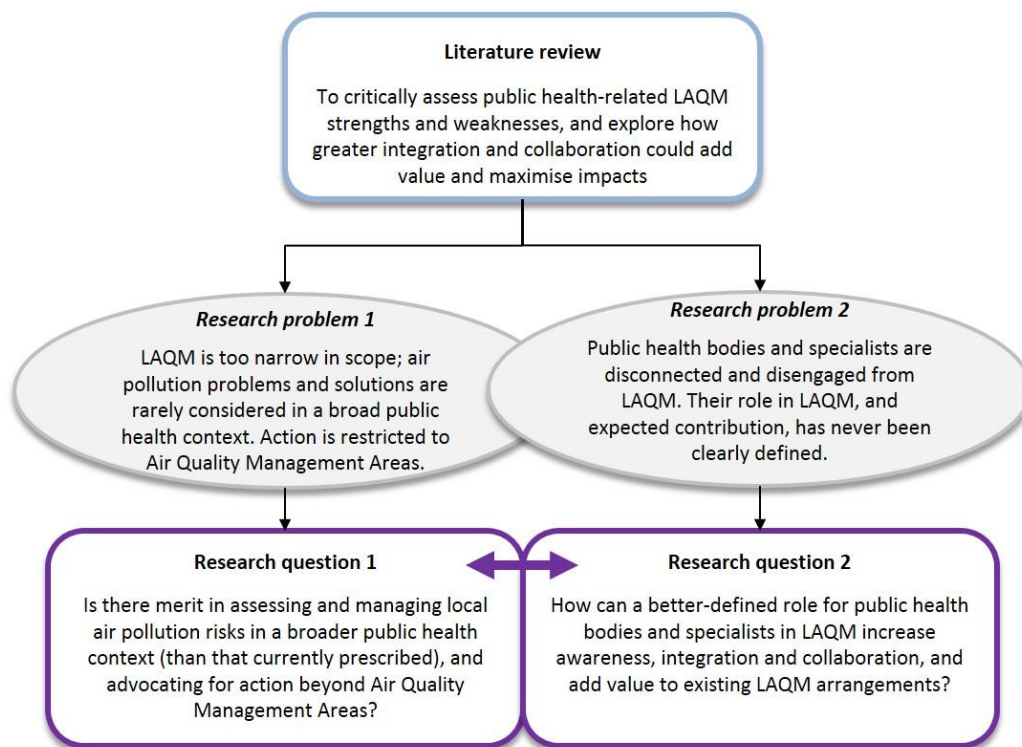 Literature review
To critically assess public health-related LAQM
strengths and weaknesses, and explore how
greater integration and collaboration could add
value and maximise impacts
Research problem 1
LAQM is too narrow in scope; air
pollution problems and solutions are
rarely considered in a broad public
health context. Action is restricted to
Air Quality Management Areas.
Research problem 2
Public health bodies and specialists are
disconnected and disengaged from
LAQM. Their role in LAQM, and
expected contribution, has never been
clearly defined.
Research question 1
Is there merit in assessing and managing local
air pollution risks in a broader public health
context (than that currently prescribed), and
advocating for action beyond Air Quality
Management Areas?
Research question 2
How can a better-defined role for public health
bodies and specialists in LAQM increase
awareness, integration and collaboration, and
add value to existing LAQM arrangements?